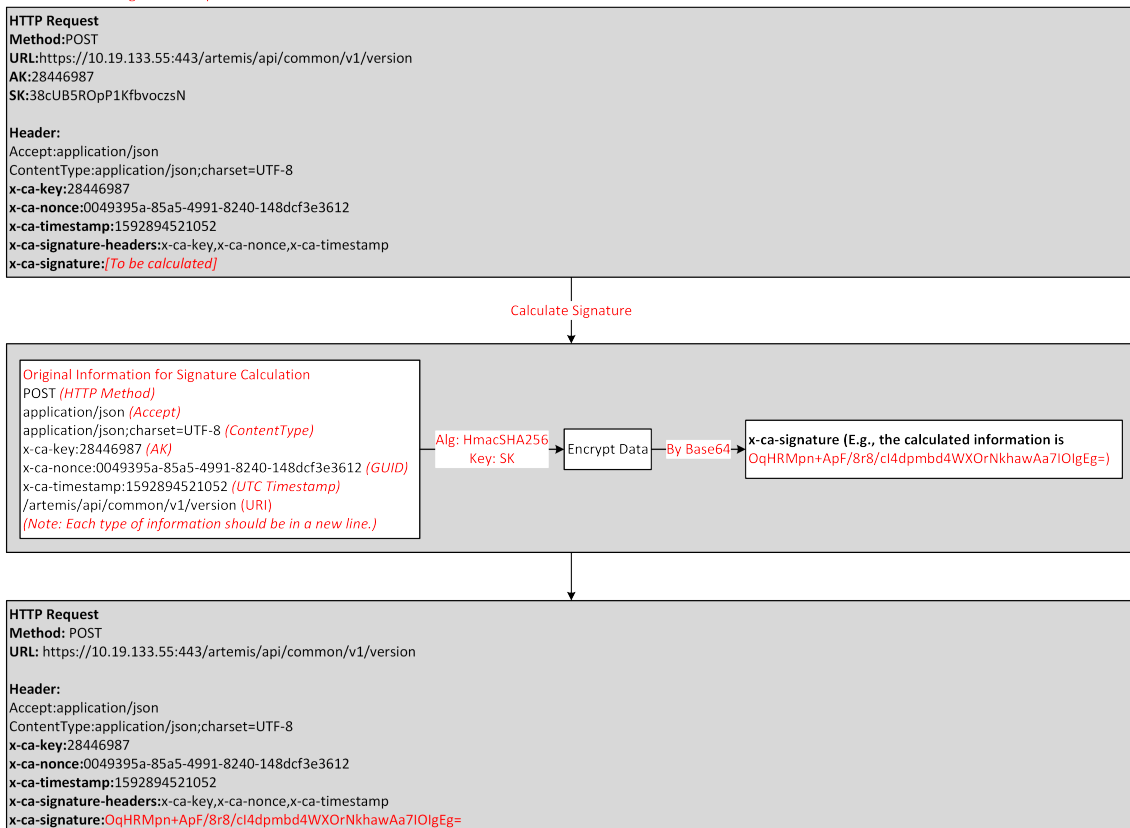 HTTP Request
Method:POST
URL:https://10.19.133.55:443/artemis/api/common/v1/version
AK:28446987
SK:38cUB5ROpP1KfbvoczsN
Header:
Accept:application/json
ContentType:application/json;charset=UTF-8
x-ca-key:28446987
x-ca-nonce:0049395a-85a5-4991-8240-148dcf3e3612
x-ca-timestamp:1592894521052
x-ca-signature-headers:x-ca-key,x-ca-nonce,x-ca-timestamp
x-ca-signature:[To be calculated]
Calculate Signature
Original Information for Signature Calculation
POST (HTTP Method)
application/json (Accept)
application/json;charset=UTF-8 (ContentType)
x-ca-key:28446987 (AK)
x-ca-nonce:0049395a-85a5-4991-8240-148dcf3e3612 (GUID)
x-ca-timestamp:1592894521052 (UTC Timestamp)
/artemis/api/common/v1/version (URI)
(Note: Each type of information should be in a new line.)
Alg: HmacSHA256
Key: SK
Encrypt Data
By Base64
x-ca-signature (E.g., the calculated information is
OqHRMpn+ApF/8r8/cI4dpmbd4WXOrNkhawAa7IOIgEg=)
HTTP Request
Method: POST
URL: https://10.19.133.55:443/artemis/api/common/v1/version
Header:
Accept:application/json
ContentType:application/json;charset=UTF-8
x-ca-key:28446987
x-ca-nonce:0049395a-85a5-4991-8240-148dcf3e3612
x-ca-timestamp:1592894521052
x-ca-signature-headers:x-ca-key,x-ca-nonce,x-ca-timestamp
x-ca-signature:OqHRMpn+ApF/8r8/cI4dpmbd4WXOrNkhawAa7IOIgEg=